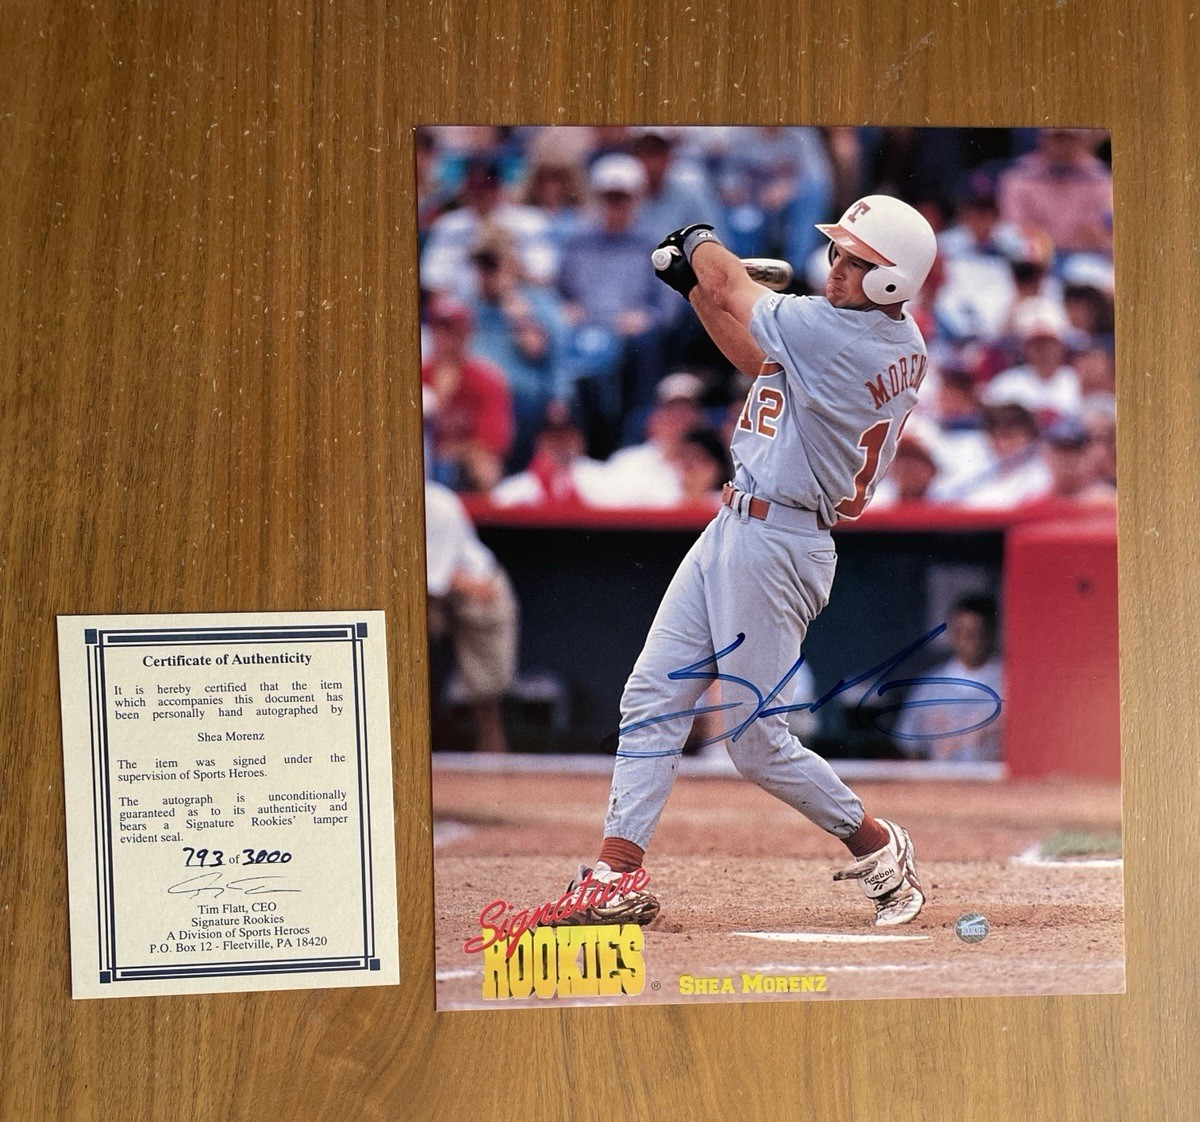 Certificate of Authenticity
It is hereby certified that the item
which accompanies this document has
been personally hand autographed by
Shea Morenz
The item was signed under the
supervision of Sports Heroes.
The autograph is unconditionally
guaranteed as to its authenticity and
bears a Signature Rookies' tamper
evident seal.
793 of 3000
Tim Flatt, CEO
Signature Rookies
A Division of Sports Heroes
P.O. Box 12 - Fleetville, PA 18420
T
MOREN
12
1
Reebok
Signature
ROOKIES ®
SHEA MORENZ